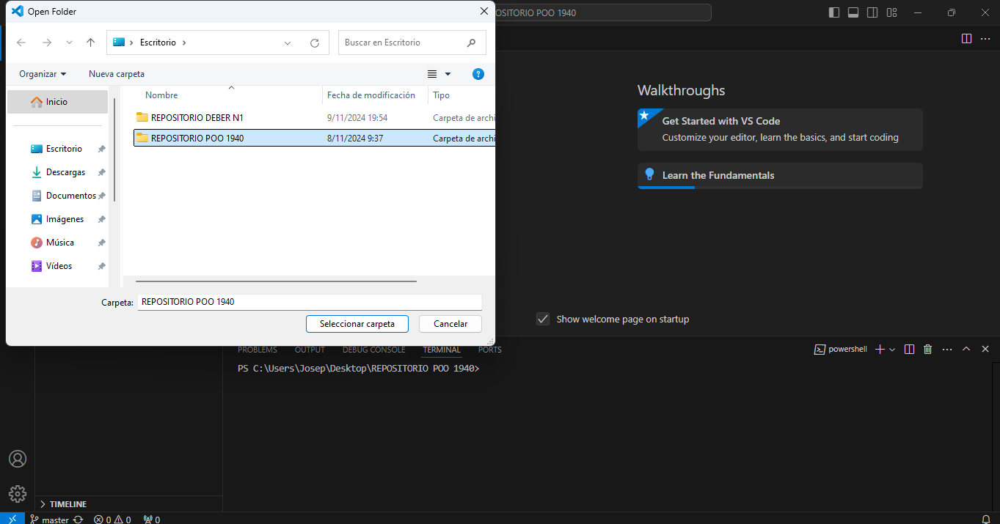 Open Folder
OSITORIO POO 1940
Escritorio
Buscar en Escritorio
Organizar
Nueva carpeta
?
Inicio
Nombre
Fecha de modificación
Tipo
REPOSITORIO DEBER N1
9/11/2024 19:54
Carpeta de archi
REPOSITORIO POO 1940
8/11/2024 9:37
Carpeta de archi
Escritorio
Descargas
Documentos
Imágenes
Música
Vídeos
Carpeta:
REPOSITORIO POO 1940
Seleccionar carpeta
Cancelar
Walkthroughs
Get Started with VS Code
Customize your editor, learn the basics, and start coding
Learn the Fundamentals
Show welcome page on startup
PROBLEMS
OUTPUT
DEBUG CONSOLE
TERMINAL
PORTS
powershell
PS C:\Users\Josep\Desktop\REPOSITORIO POO 1940>
TIMELINE
master
0
0
0